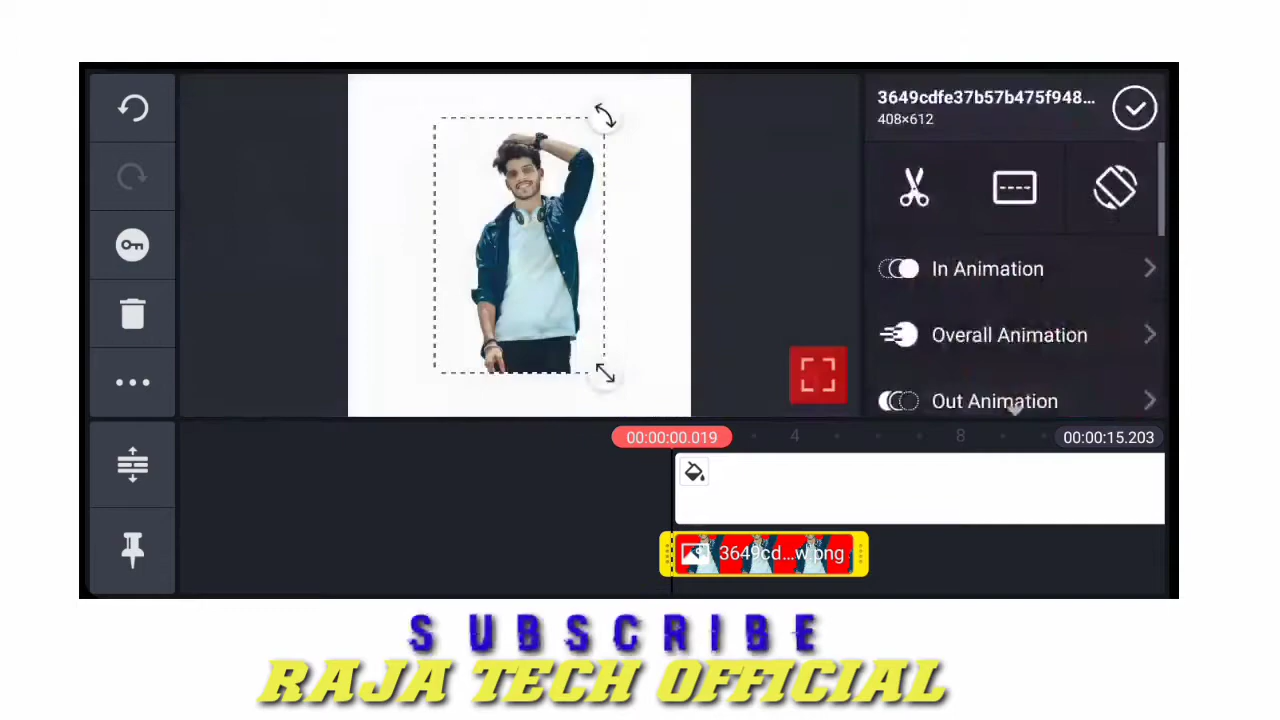 3649cdfe37b57b475f948...
408×612
In Animation
Overall Animation
Out Animation
00:00:00.019
4
8
00:00:15.203
3649cd...w.png
SUBSCRIBE
RAJA TECH OFFICIAL